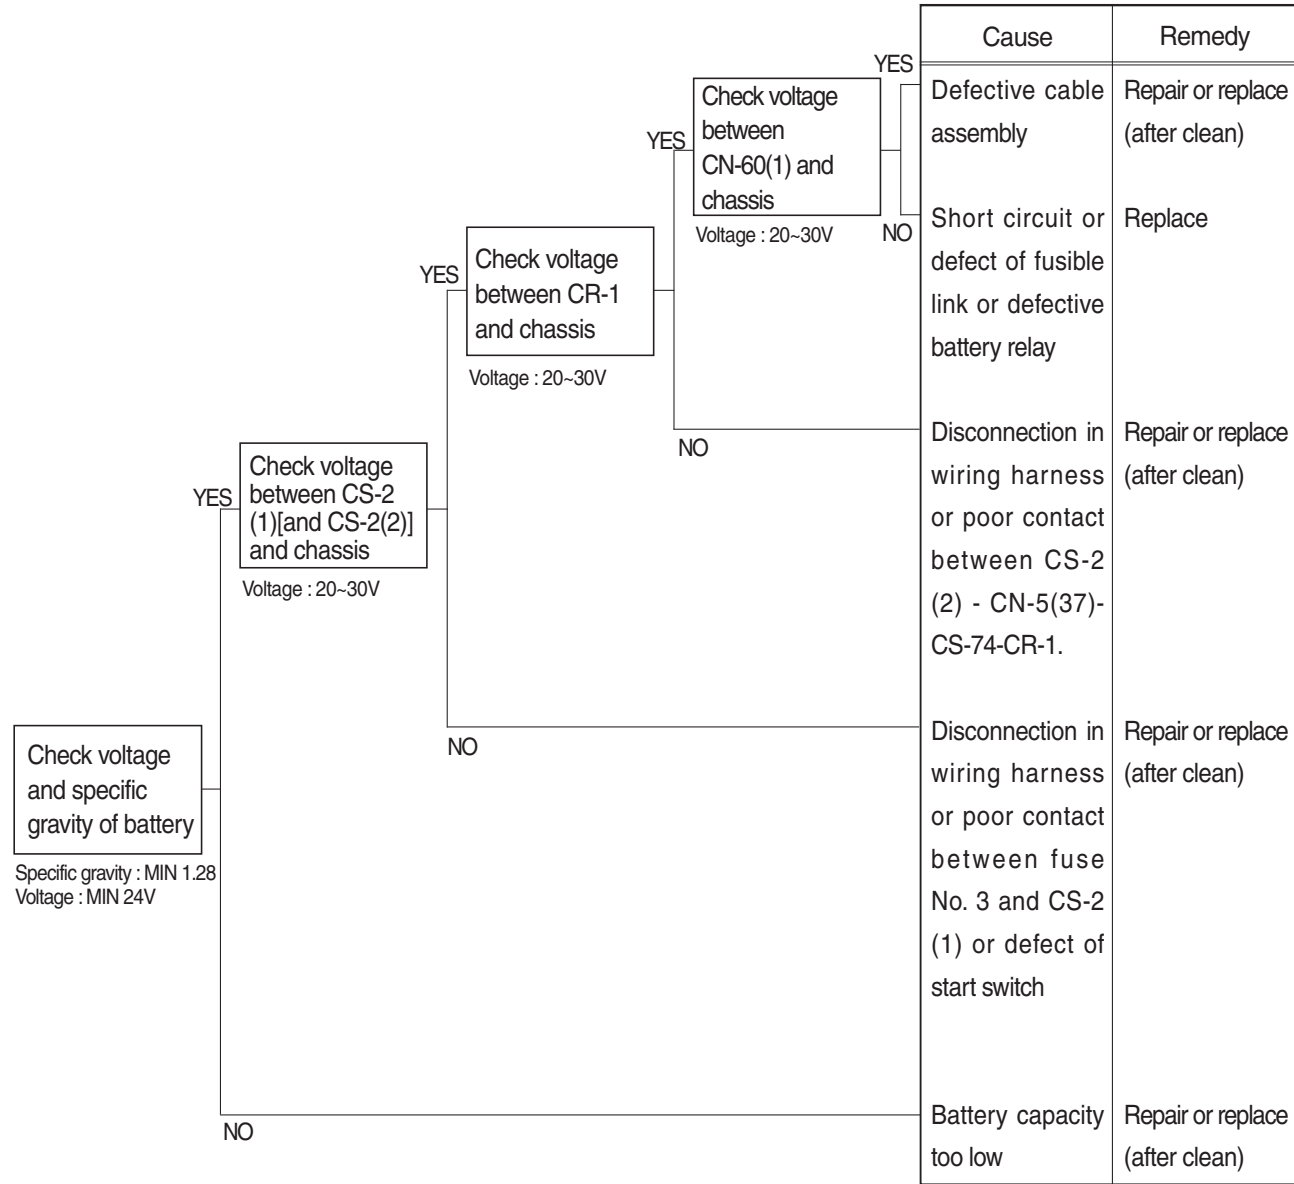 Cause
Remedy
YES
Check voltage
between
CN-60(1) and
chassis
Voltage : 20~30V
Defective cable
assembly
Repair or replace
(after clean)
YES
NO
Short circuit or
defect of fusible
link or defective
battery relay
Replace
YES
Check voltage
between CR-1
and chassis
Voltage : 20~30V
NO
Disconnection in
wiring harness
or poor contact
between CS-2
(2) - CN-5(37)-
CS-74-CR-1.
Repair or replace
(after clean)
YES
Check voltage
between CS-2
(1)[and CS-2(2)]
and chassis
Voltage : 20~30V
NO
Disconnection in
wiring harness
or poor contact
between fuse
No. 3 and CS-2
(1) or defect of
start switch
Repair or replace
(after clean)
Check voltage
and specific
gravity of battery
Specific gravity : MIN 1.28
Voltage : MIN 24V
NO
Battery capacity
too low
Repair or replace
(after clean)